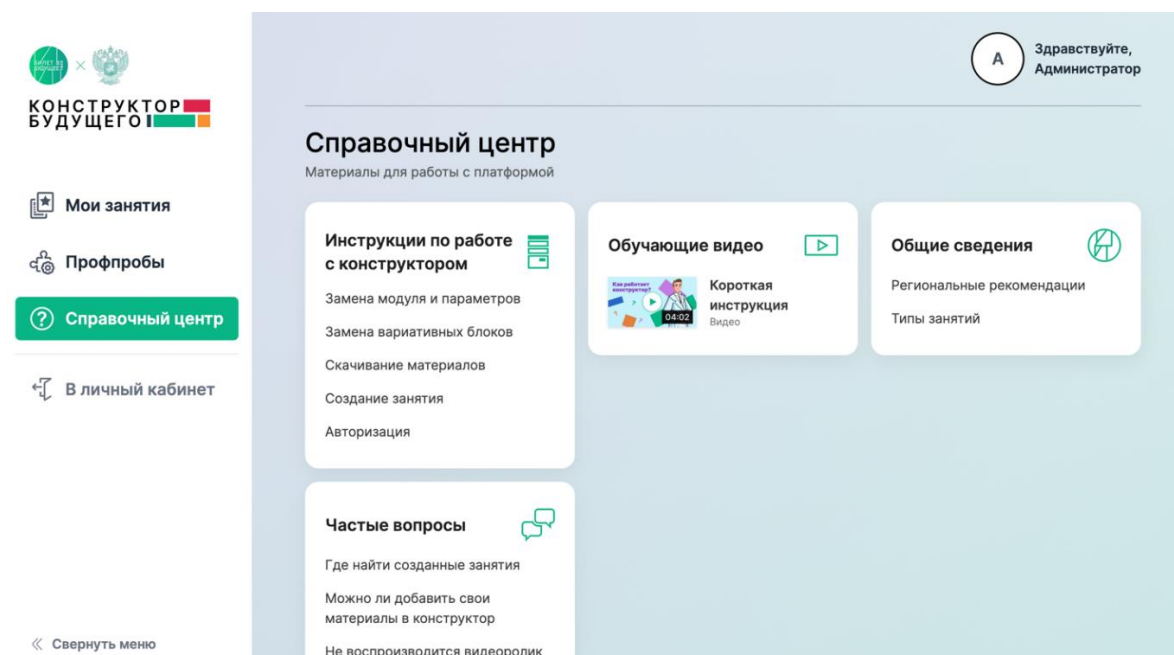 БИЛЕТ В
БУДУЩЕЕ
×
КОНСТРУКТОР
БУДУЩЕГО
Мои занятия
Профпробы
Справочный центр
В личный кабинет
Свернуть меню
А
Здравствуйте,
Администратор
Справочный центр
Материалы для работы с платформой
Инструкции по работе
с конструктором
Замена модуля и параметров
Замена вариативных блоков
Скачивание материалов
Создание занятия
Авторизация
Обучающие видео
Как работает
конструктор?
04:02
Короткая
инструкция
Видео
Общие сведения
Региональные рекомендации
Типы занятий
Частые вопросы
Где найти созданные занятия
Можно ли добавить свои
материалы в конструктор
Не воспроизводится видеоролик